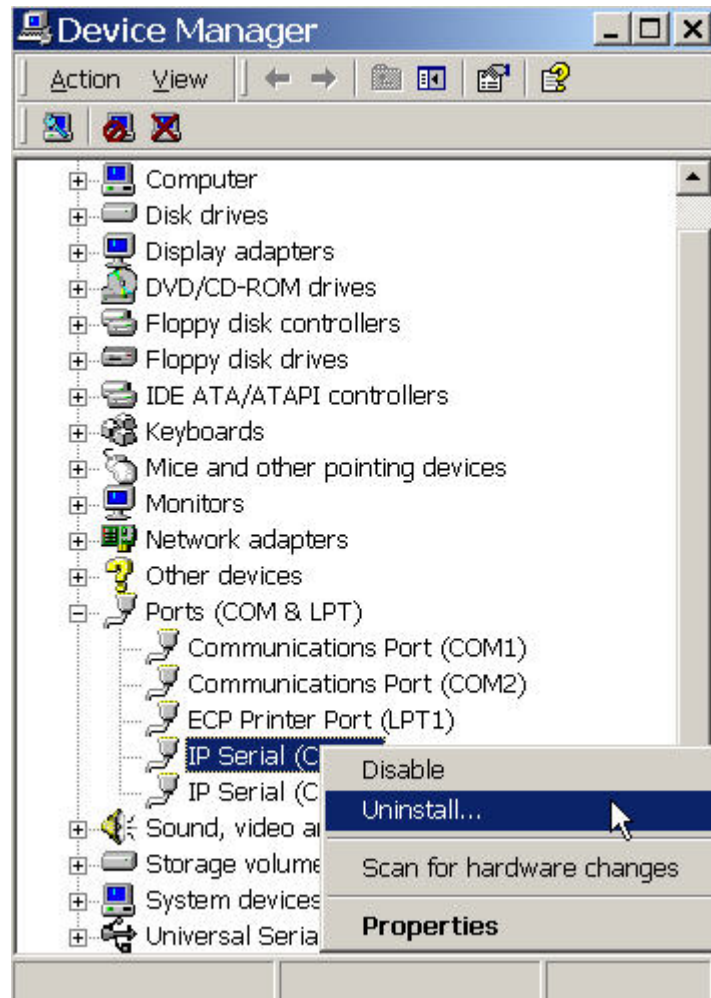 Device Manager
Action View
Computer
Disk drives
Display adapters
DVD/CD-ROM drives
Floppy disk controllers
Floppy disk drives
IDE ATA/ATAPI controllers
Keyboards
Mice and other pointing devices
Monitors
Network adapters
Other devices
Ports (COM & LPT)
Communications Port (COM1)
Communications Port (COM2)
ECP Printer Port (LPT1)
IP Serial (C
IP Serial (C
Sound, video a
Storage volume
System devices
Universal Seria
Disable
Uninstall...
Scan for hardware changes
Properties